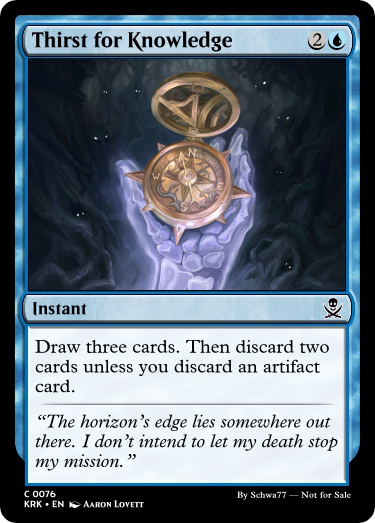 Thirst for Knowledge 2
Instant
Draw three cards. Then discard two
cards unless you discard an artifact
card.
“The horizon’s edge lies somewhere out
there. I don’t intend to let my death stop
my mission.”
C 0076
KRK • EN Aaron Lovett
By Schwa77 — Not for Sale